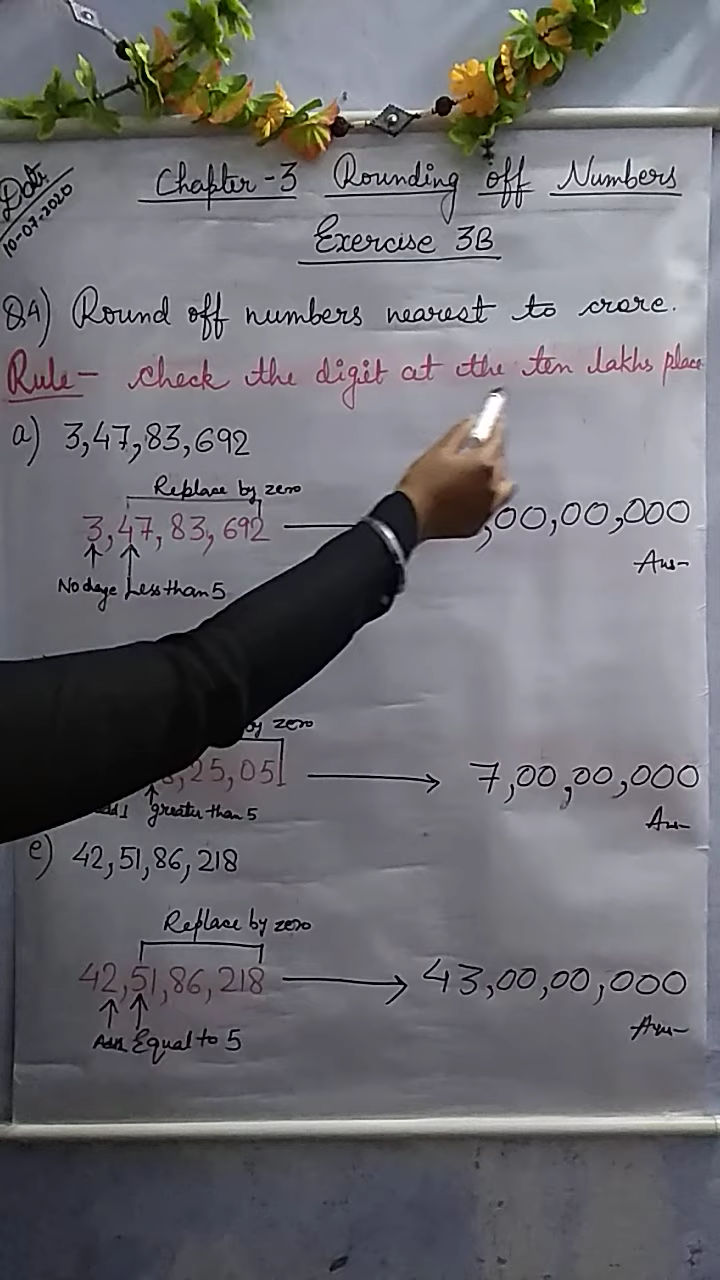 Date
10-07-2020
Chapter-3 Rounding off Numbers
Exercise 3B
Q4) Round off numbers nearest to crore.
Rule- check the digit at the ten lakhs place
a) 3,47,83,692
Replace by zero
3,47,83,692
,00,00,000
No change Less than 5
Ans-
by zero
,25,051 7,00,00,000
greater than 5
Ans-
e) 42,51,86,218
Replace by zero
42,51,86,218 43,00,00,000
Add Equal to 5
Ans-